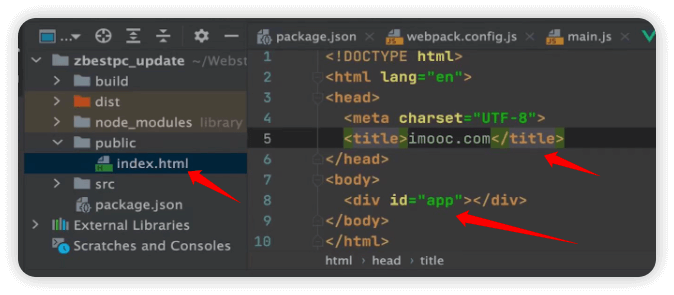 ...
package.json
webpack.config.js
main.js
zbestpc_update ~/Webst
build
dist
node_modules library
public
index.html
src
package.json
External Libraries
Scratches and Consoles
1 <!DOCTYPE html>
2 <html lang="en">
3 <head>
4 <meta charset="UTF-8">
5 <title>imooc.com</title>
6 </head>
7 <body>
8 <div id="app"></div>
9 </body>
10 </html>
html › head › title